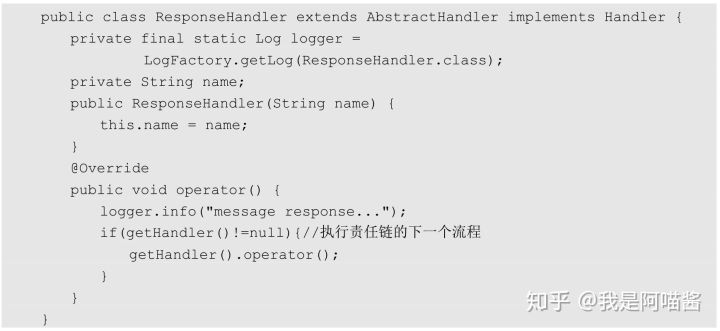 public class ResponseHandler extends AbstractHandler implements Handler {
private final static Log logger =
LogFactory.getLog(ResponseHandler.class);
private String name;
public ResponseHandler(String name) {
this.name = name;
}
@Override
public void operator() {
logger.info("message response...");
if(getHandler()!=null){//执行责任链的下一个流程
getHandler().operator();
}
}
}
知乎 @我是阿喵酱